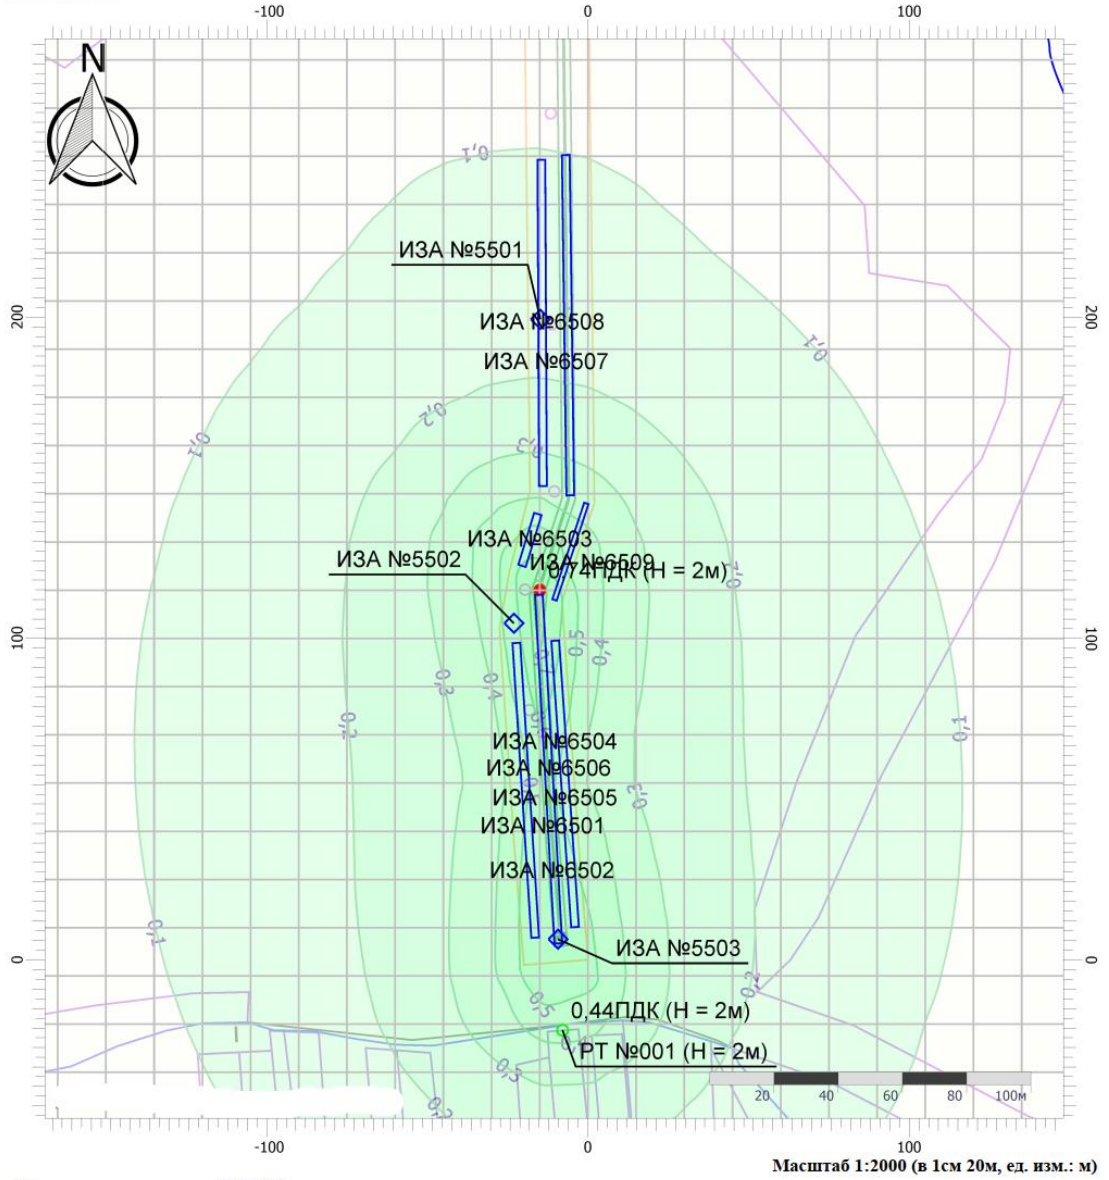 -100 0 100
N
0,1
ИЗА №5501
200 200
ИЗА №6508
0,1
ИЗА №6507
0,2
0,1
0,3
ИЗА №6503
ИЗА №5502
ИЗА №6509
0,74ПДК (Н = 2м)
0,2
100 100
0,5
0,4
0,3
0,4
0,2
0,1
ИЗА №6504
ИЗА №6506
ИЗА №6505
0,3
ИЗА №6501
ИЗА №6502
0,1
ИЗА №5503
0 0
0,2
0,5
0,44ПДК (Н = 2м)
РТ №001 (Н = 2м)
0,3
20 40 60 80 100м
-100 0 100
Масштаб 1:2000 (в 1см 20м, ед. изм.: м)